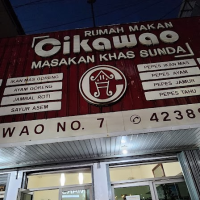 RUMAH MAKAN
Cikawao
MASAKAN KHAS SUNDA
IKAN MAS GORENG
AYAM GORENG
JAMBAL ROTI
SAYUR ASEM
PEPES IKAN MAS
PEPES AYAM
PEPES JAMUR
PEPES TAHU
WAO NO. 7
4238